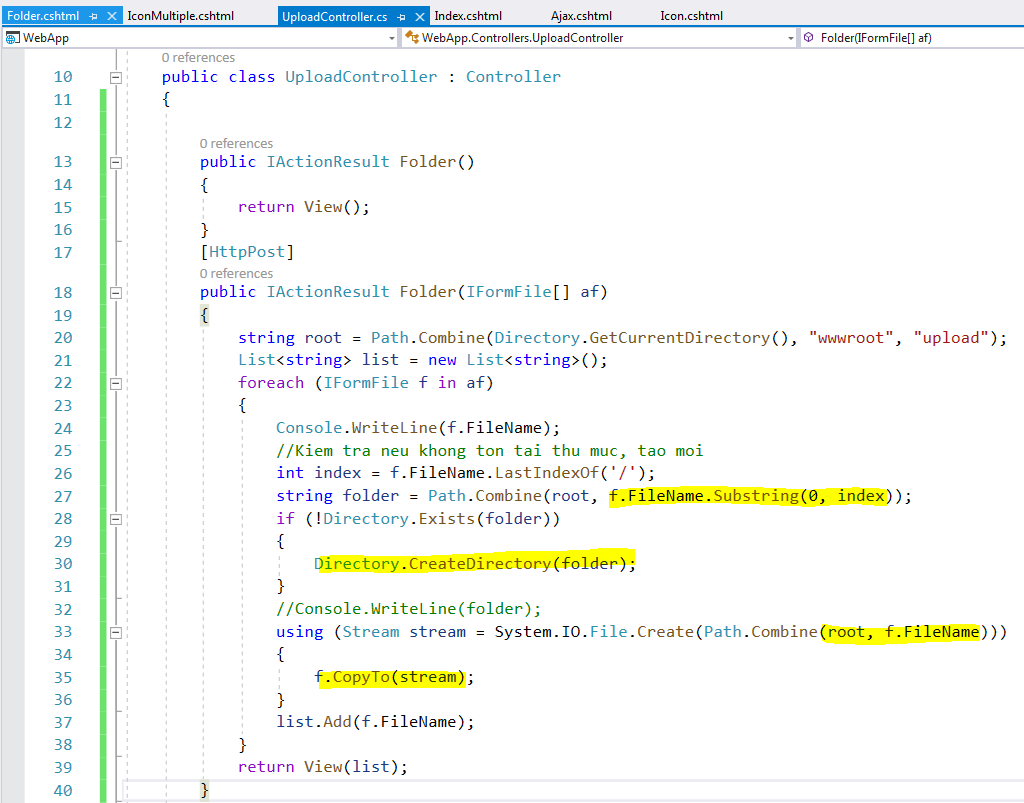 Folder.cshtml IconMultiple.cshtml UploadController.cs Index.cshtml Ajax.cshtml Icon.cshtml
WebApp WebApp.Controllers.UploadController Folder(IFormFile[] af)
0 references
10 public class UploadController : Controller
11 {
12
0 references
13 public IActionResult Folder()
14 {
15 return View();
16 }
17 [HttpPost]
0 references
18 public IActionResult Folder(IFormFile[] af)
19 {
20 string root = Path.Combine(Directory.GetCurrentDirectory(), "wwwroot", "upload");
21 List<string> list = new List<string>();
22 foreach (IFormFile f in af)
23 {
24 Console.WriteLine(f.FileName);
25 //Kiem tra neu khong ton tai thu muc, tao moi
26 int index = f.FileName.LastIndexOf('/');
27 string folder = Path.Combine(root, f.FileName.Substring(0, index));
28 if (!Directory.Exists(folder))
29 {
30 Directory.CreateDirectory(folder);
31 }
32 //Console.WriteLine(folder);
33 using (Stream stream = System.IO.File.Create(Path.Combine(root, f.FileName)))
34 {
35 f.CopyTo(stream);
36 }
37 list.Add(f.FileName);
38 }
39 return View(list);
40 }